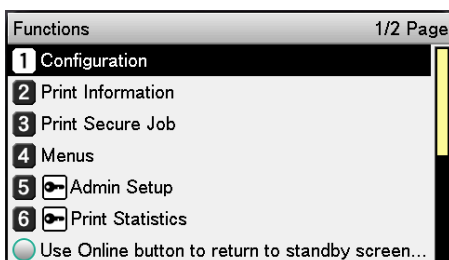 Functions 1/2 Page
1 Configuration
2 Print Information
3 Print Secure Job
4 Menus
5 Admin Setup
6 Print Statistics
Use Online button to return to standby screen...